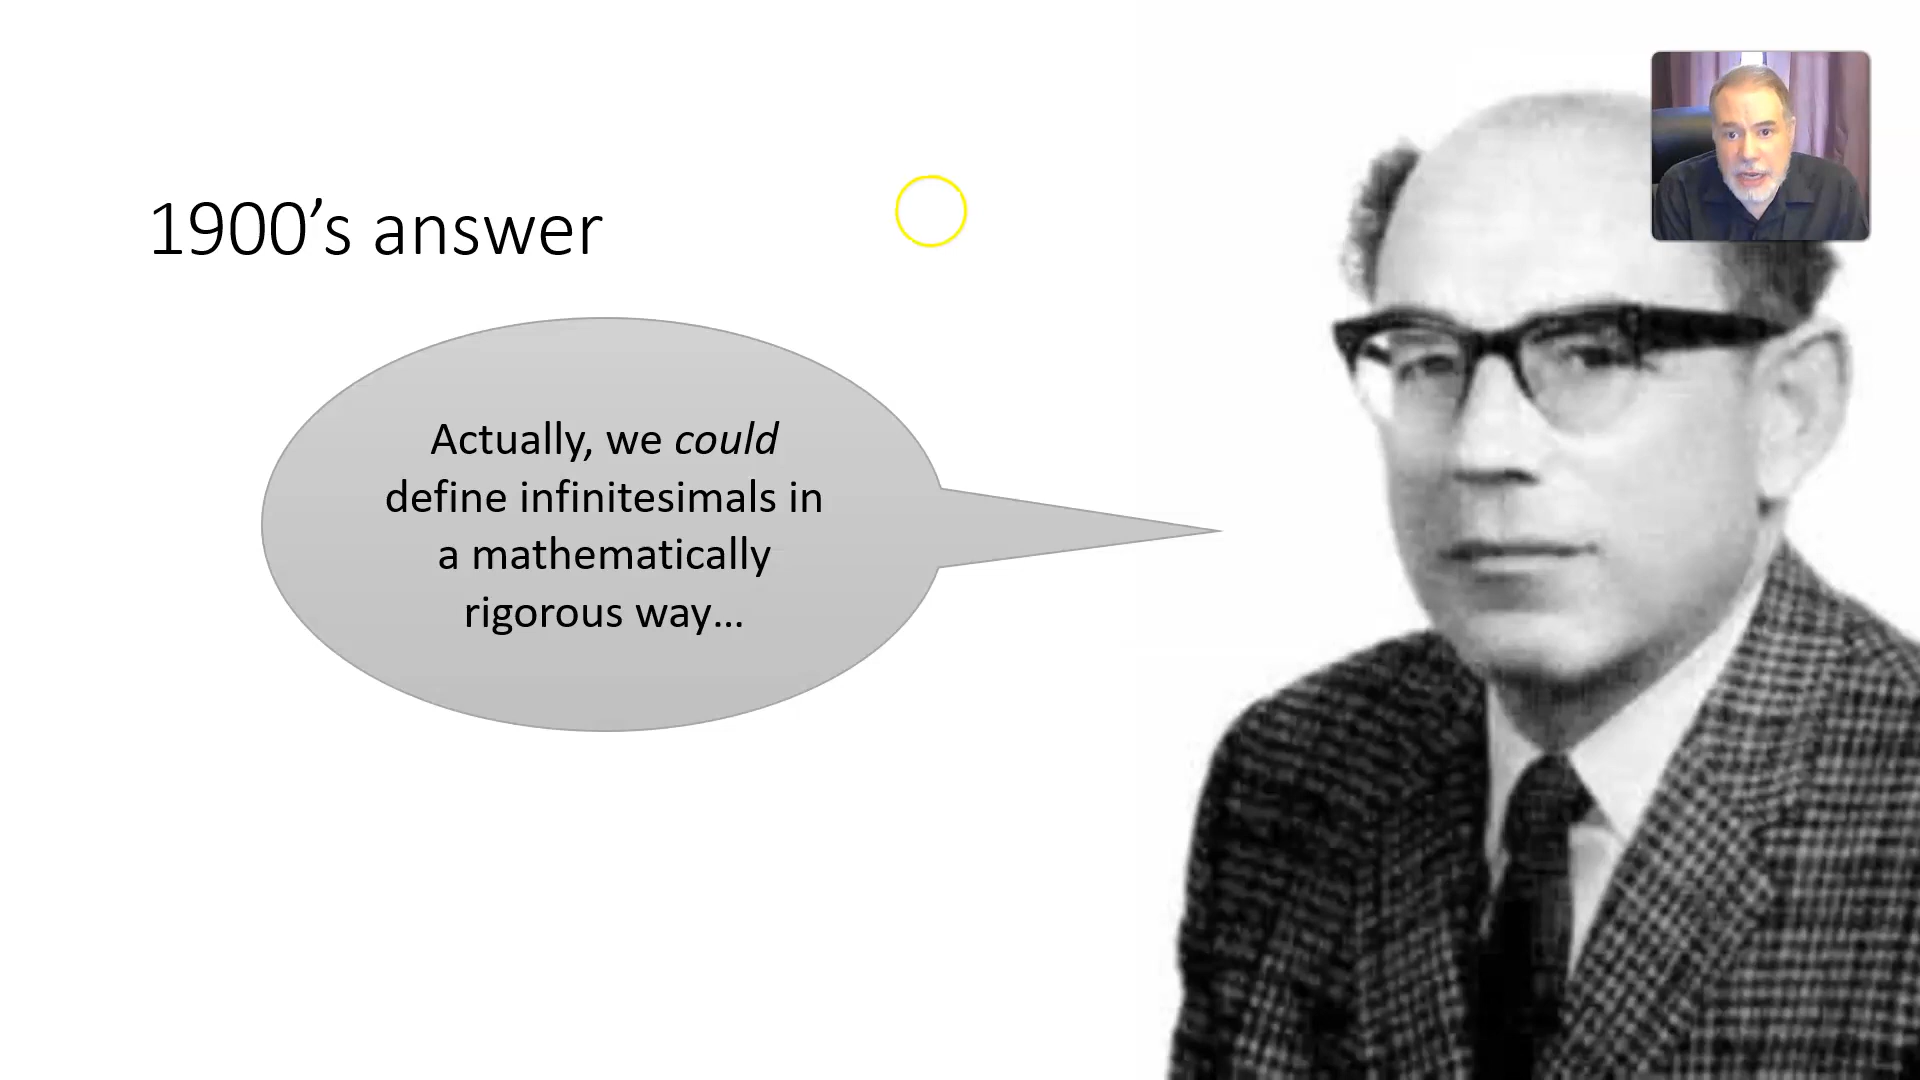 1900’s answer
Actually, we could
define infinitesimals in
a mathematically
rigorous way…